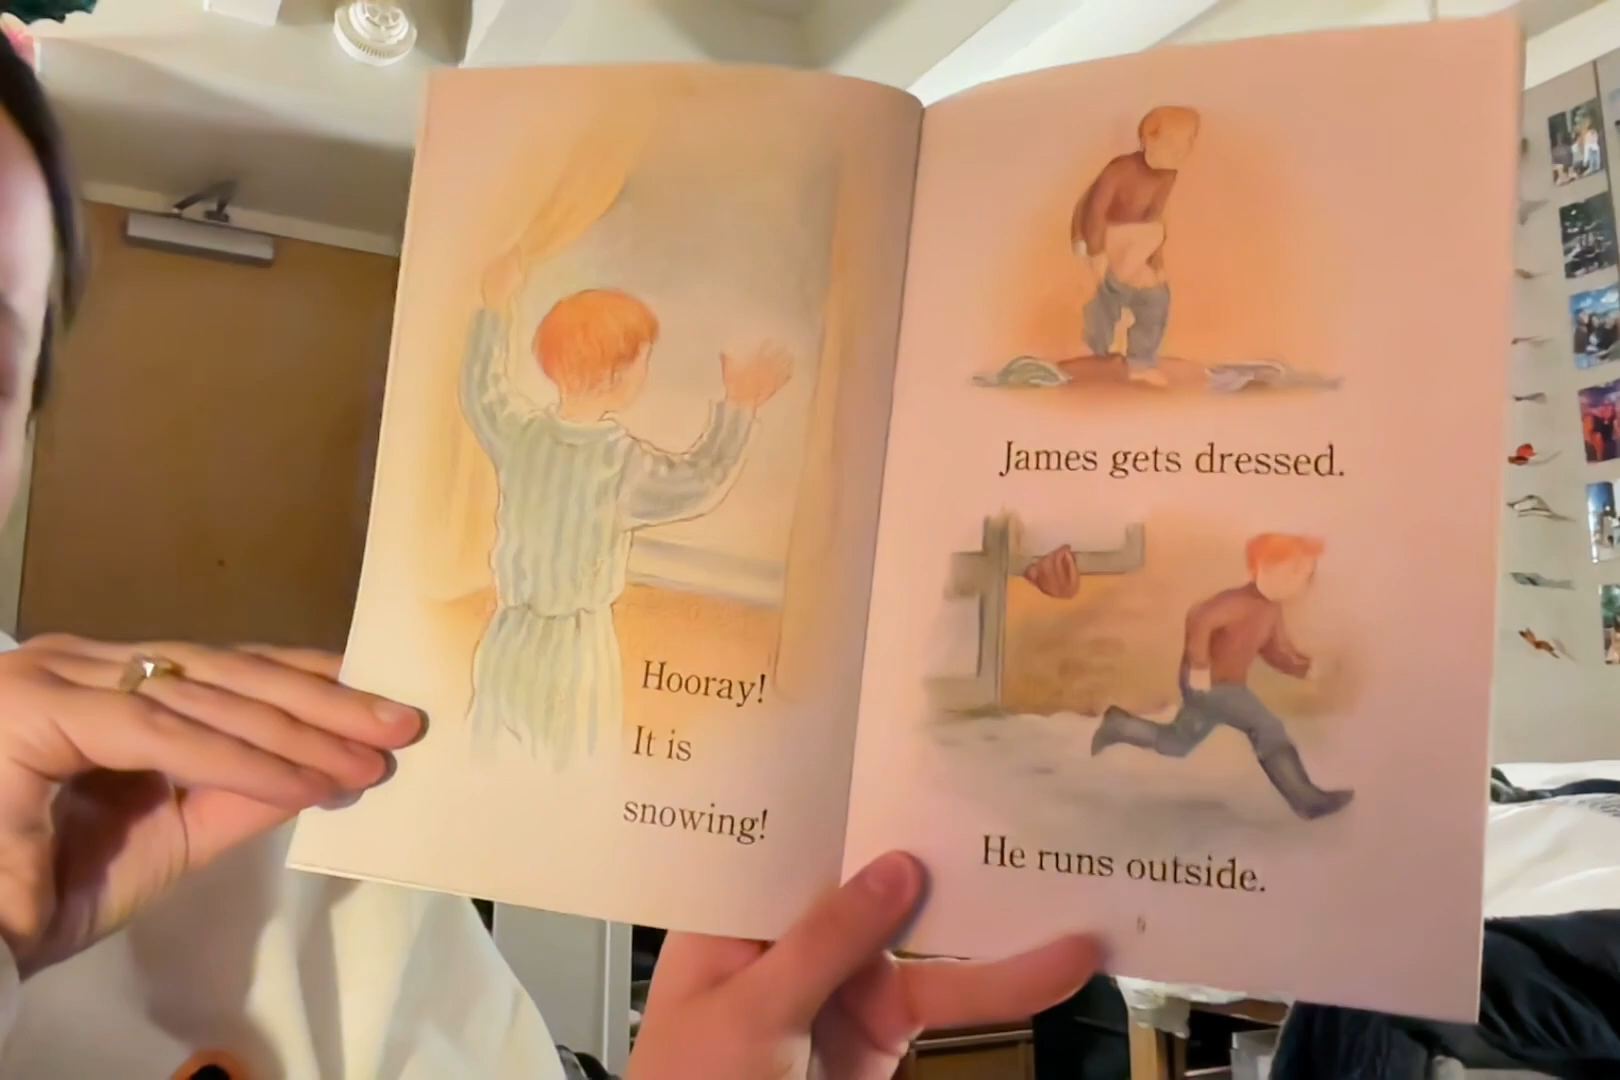 Hooray!
It is
snowing!
James gets dressed.
He runs outside.